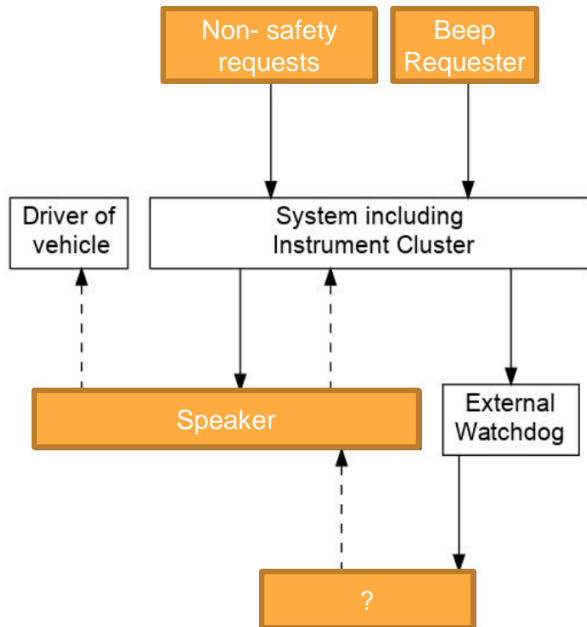 Non- safety
requests
Beep
Requester
Driver of
vehicle
System including
Instrument Cluster
Speaker
External
Watchdog
?